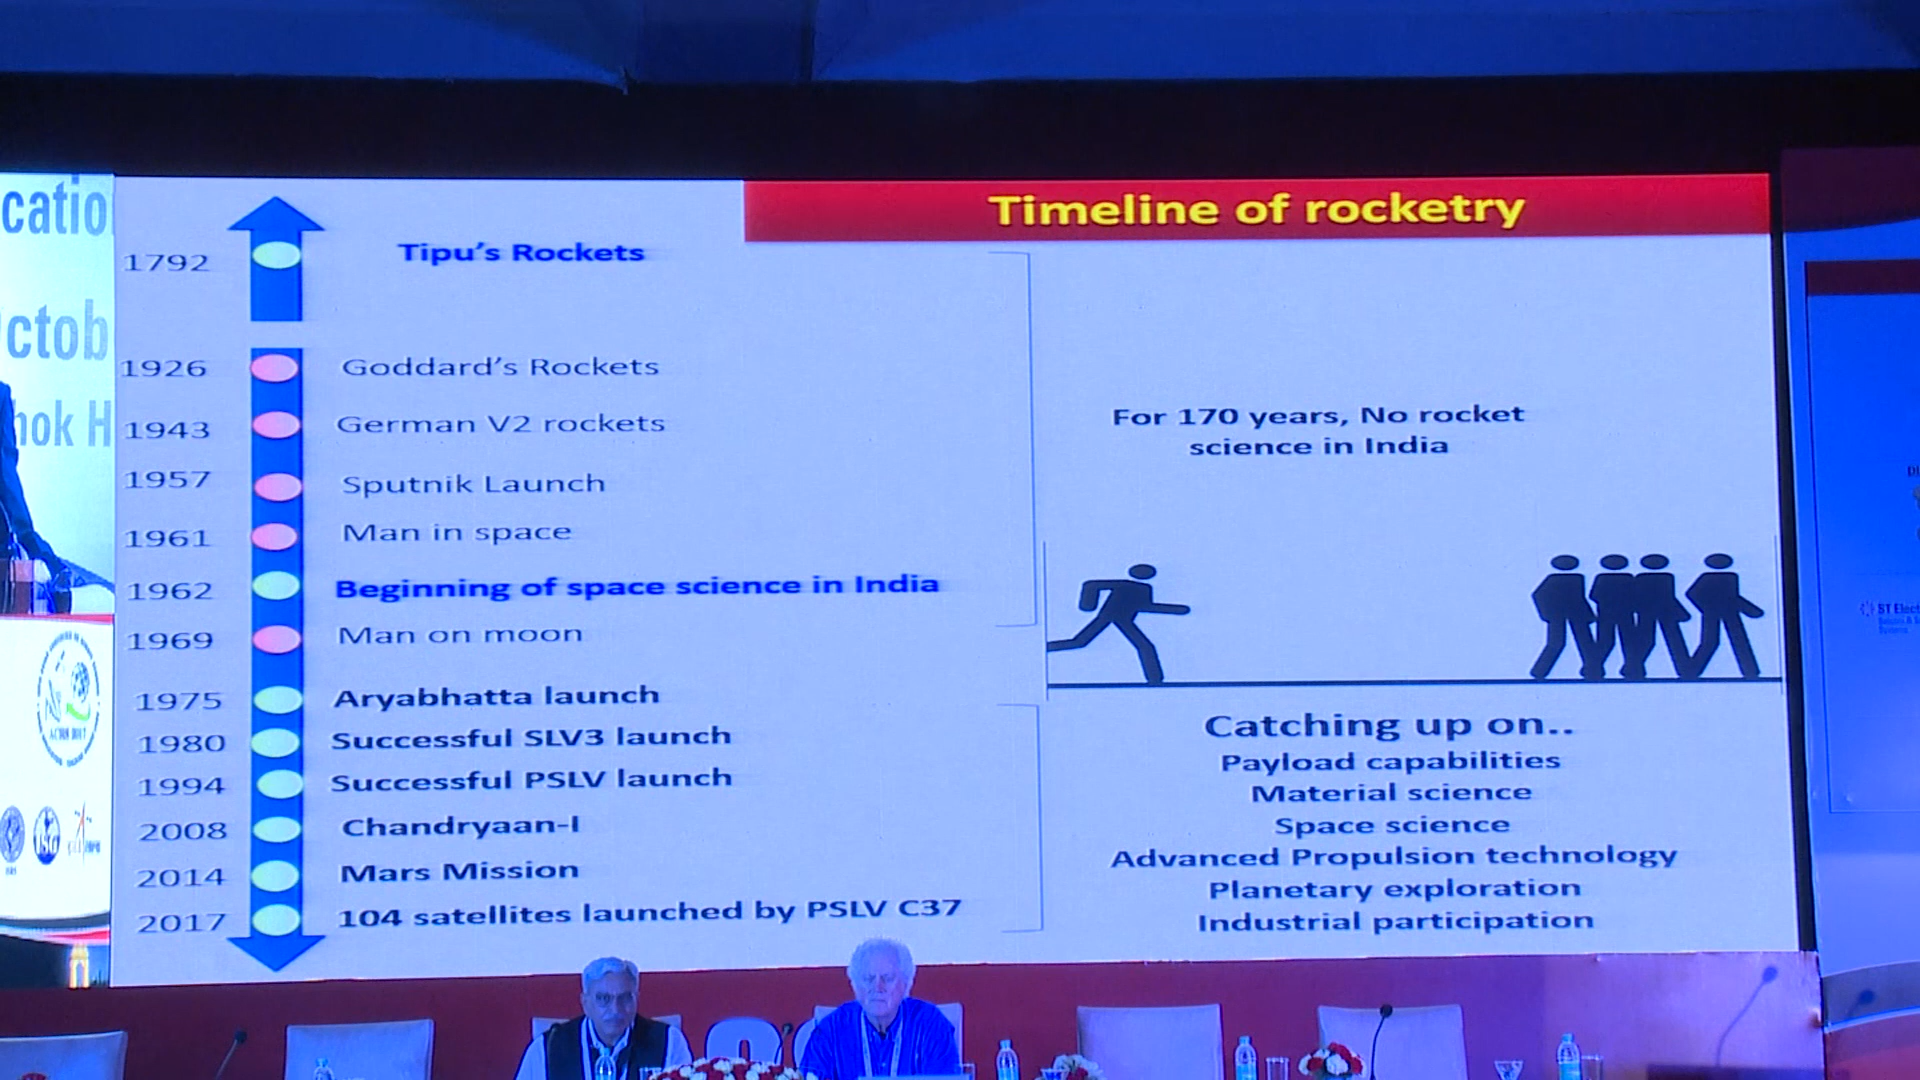 Timeline of rocketry
1792 Tipu's Rockets
1926 Goddard's Rockets
1943 German V2 rockets
1957 Sputnik Launch
1961 Man in space
1962 Beginning of space science in India
1969 Man on moon
1975 Aryabhatta launch
1980 Successful SLV3 launch
1994 Successful PSLV launch
2008 Chandryaan-I
2014 Mars Mission
2017 104 satellites launched by PSLV C37
For 170 years, No rocket
science in India
Catching up on..
Payload capabilities
Material science
Space science
Advanced Propulsion technology
Planetary exploration
Industrial participation
catio
ctob
hok H
BT Elect